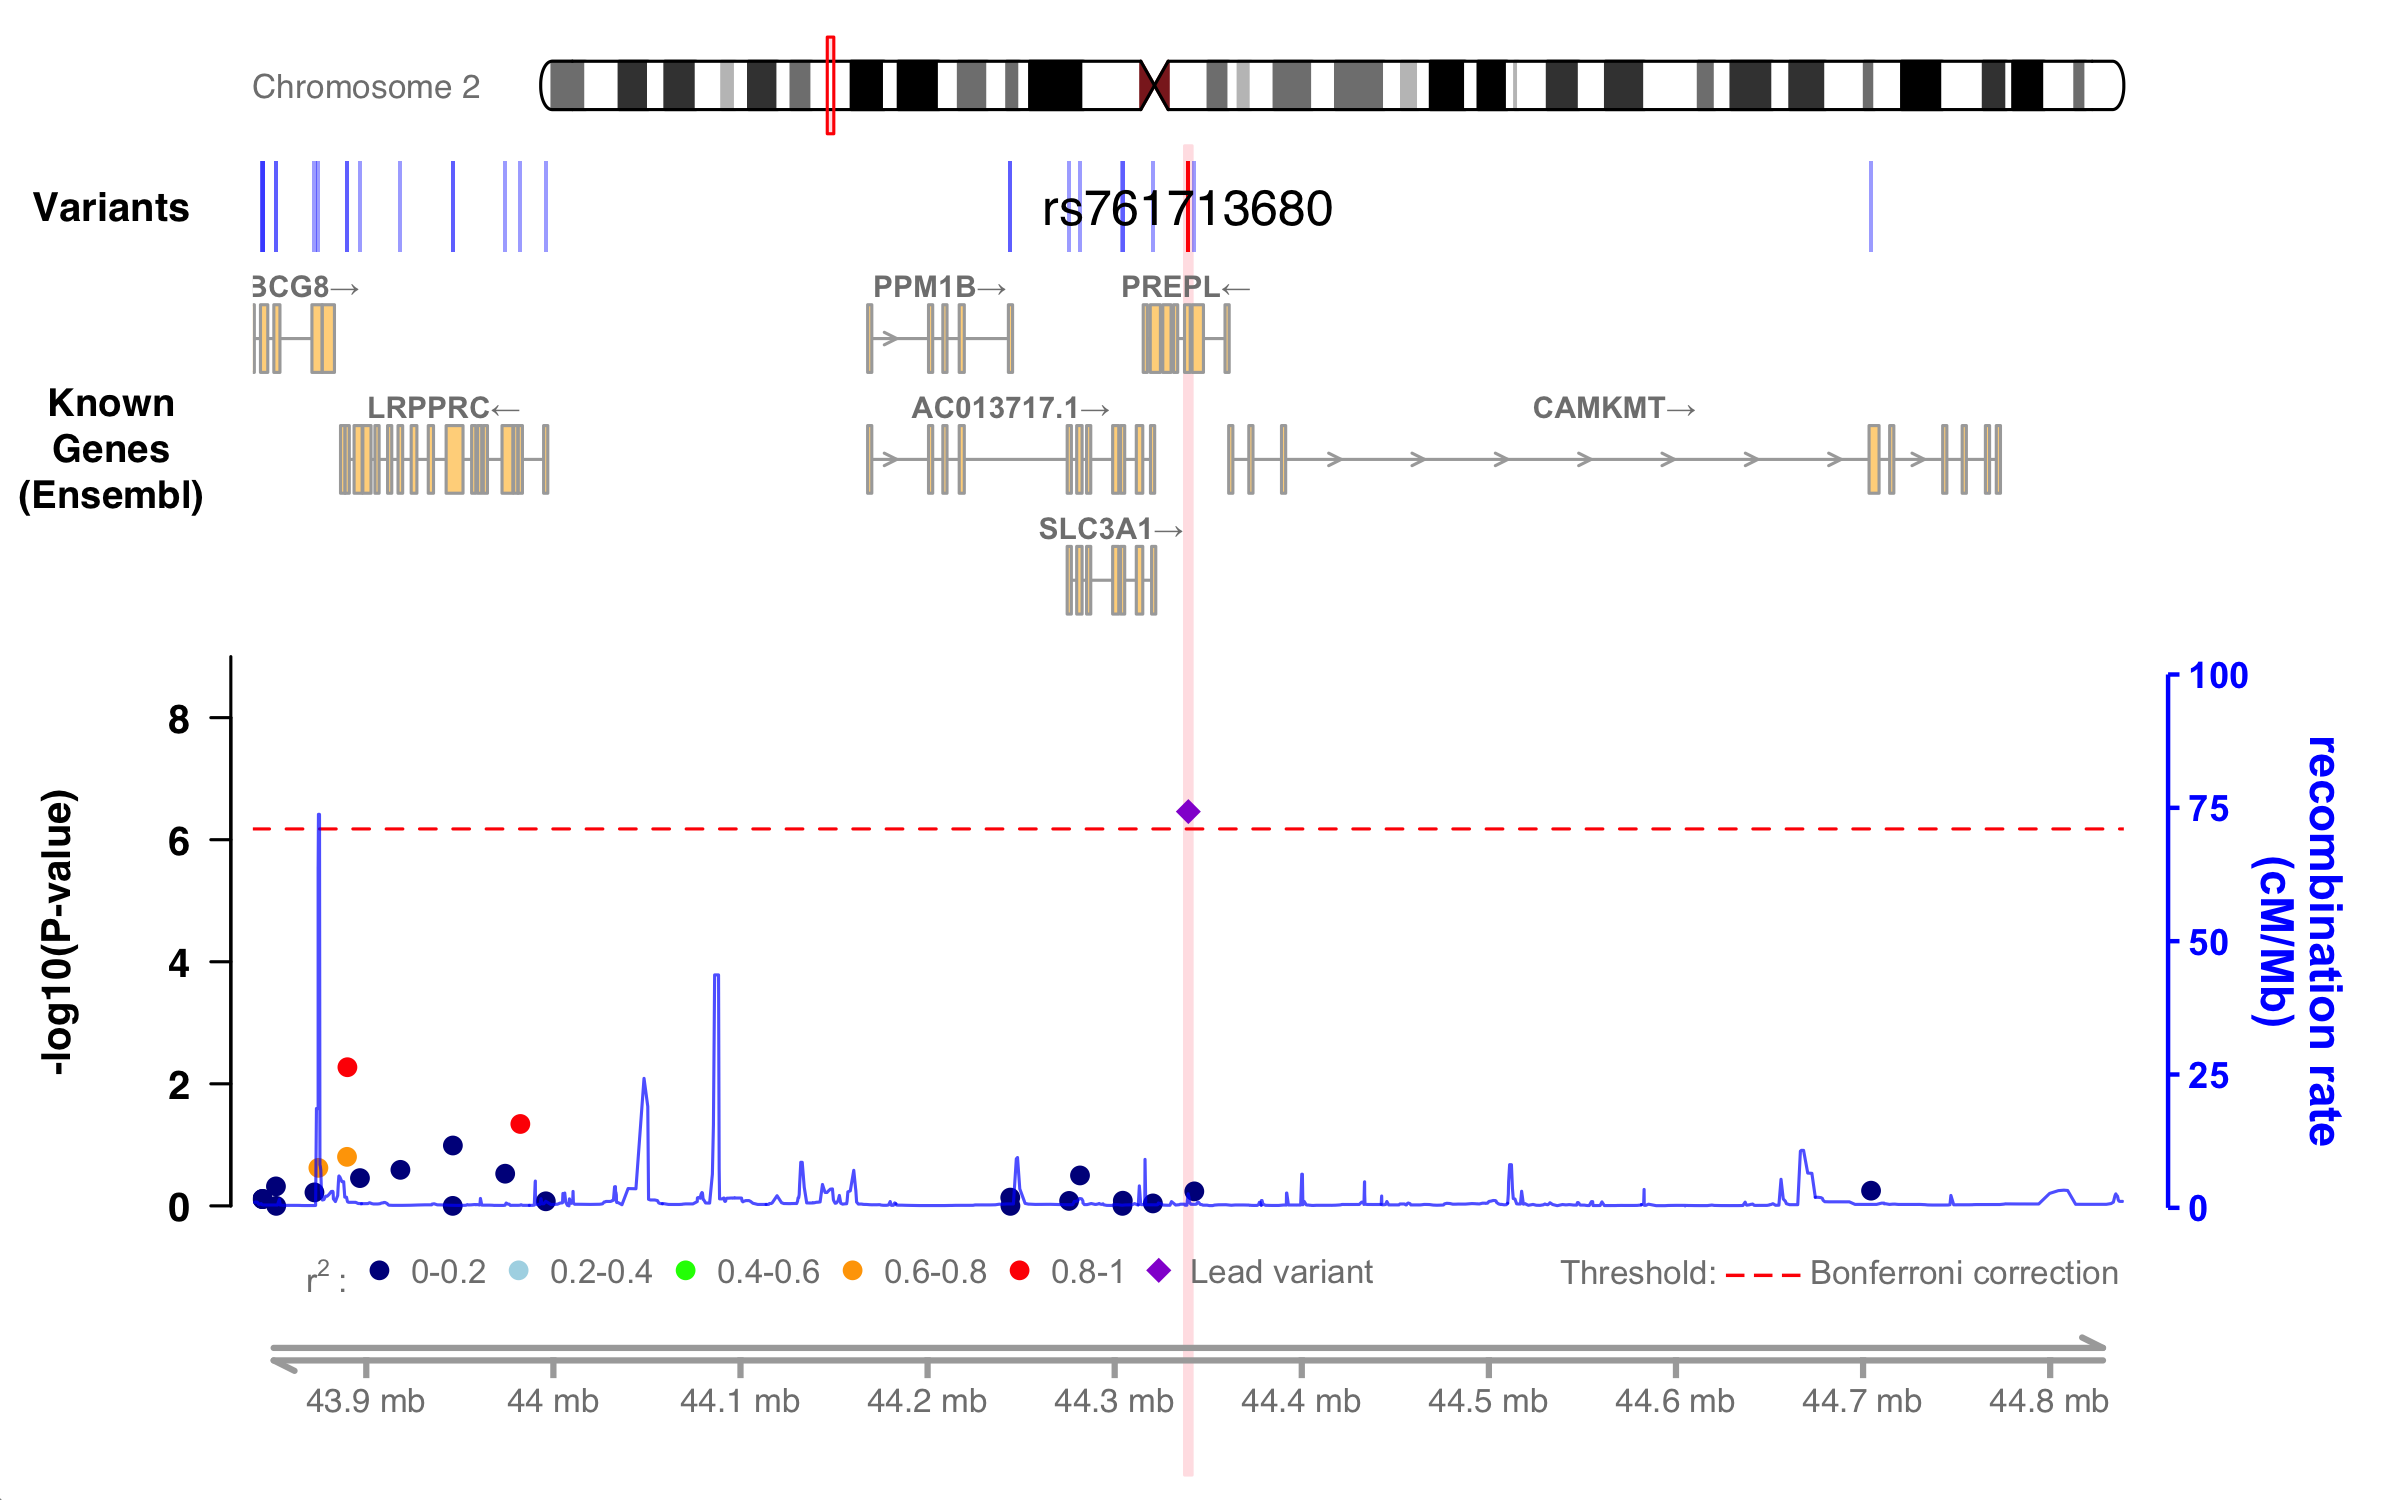 Chromosome 2
Variants
rs761713680
BCG8→
PPM1B→
PREPL←
Known
Genes
(Ensembl)
LRPPRC←
AC013717.1→
CAMKMT→
SLC3A1→
-log10(P-value)
8
6
4
2
0
100
75
50
25
0
recombination rate
(cM/Mb)
r2 : 0-0.2 0.2-0.4 0.4-0.6 0.6-0.8 0.8-1 Lead variant Threshold: Bonferroni correction
43.9 mb 44 mb 44.1 mb 44.2 mb 44.3 mb 44.4 mb 44.5 mb 44.6 mb 44.7 mb 44.8 mb